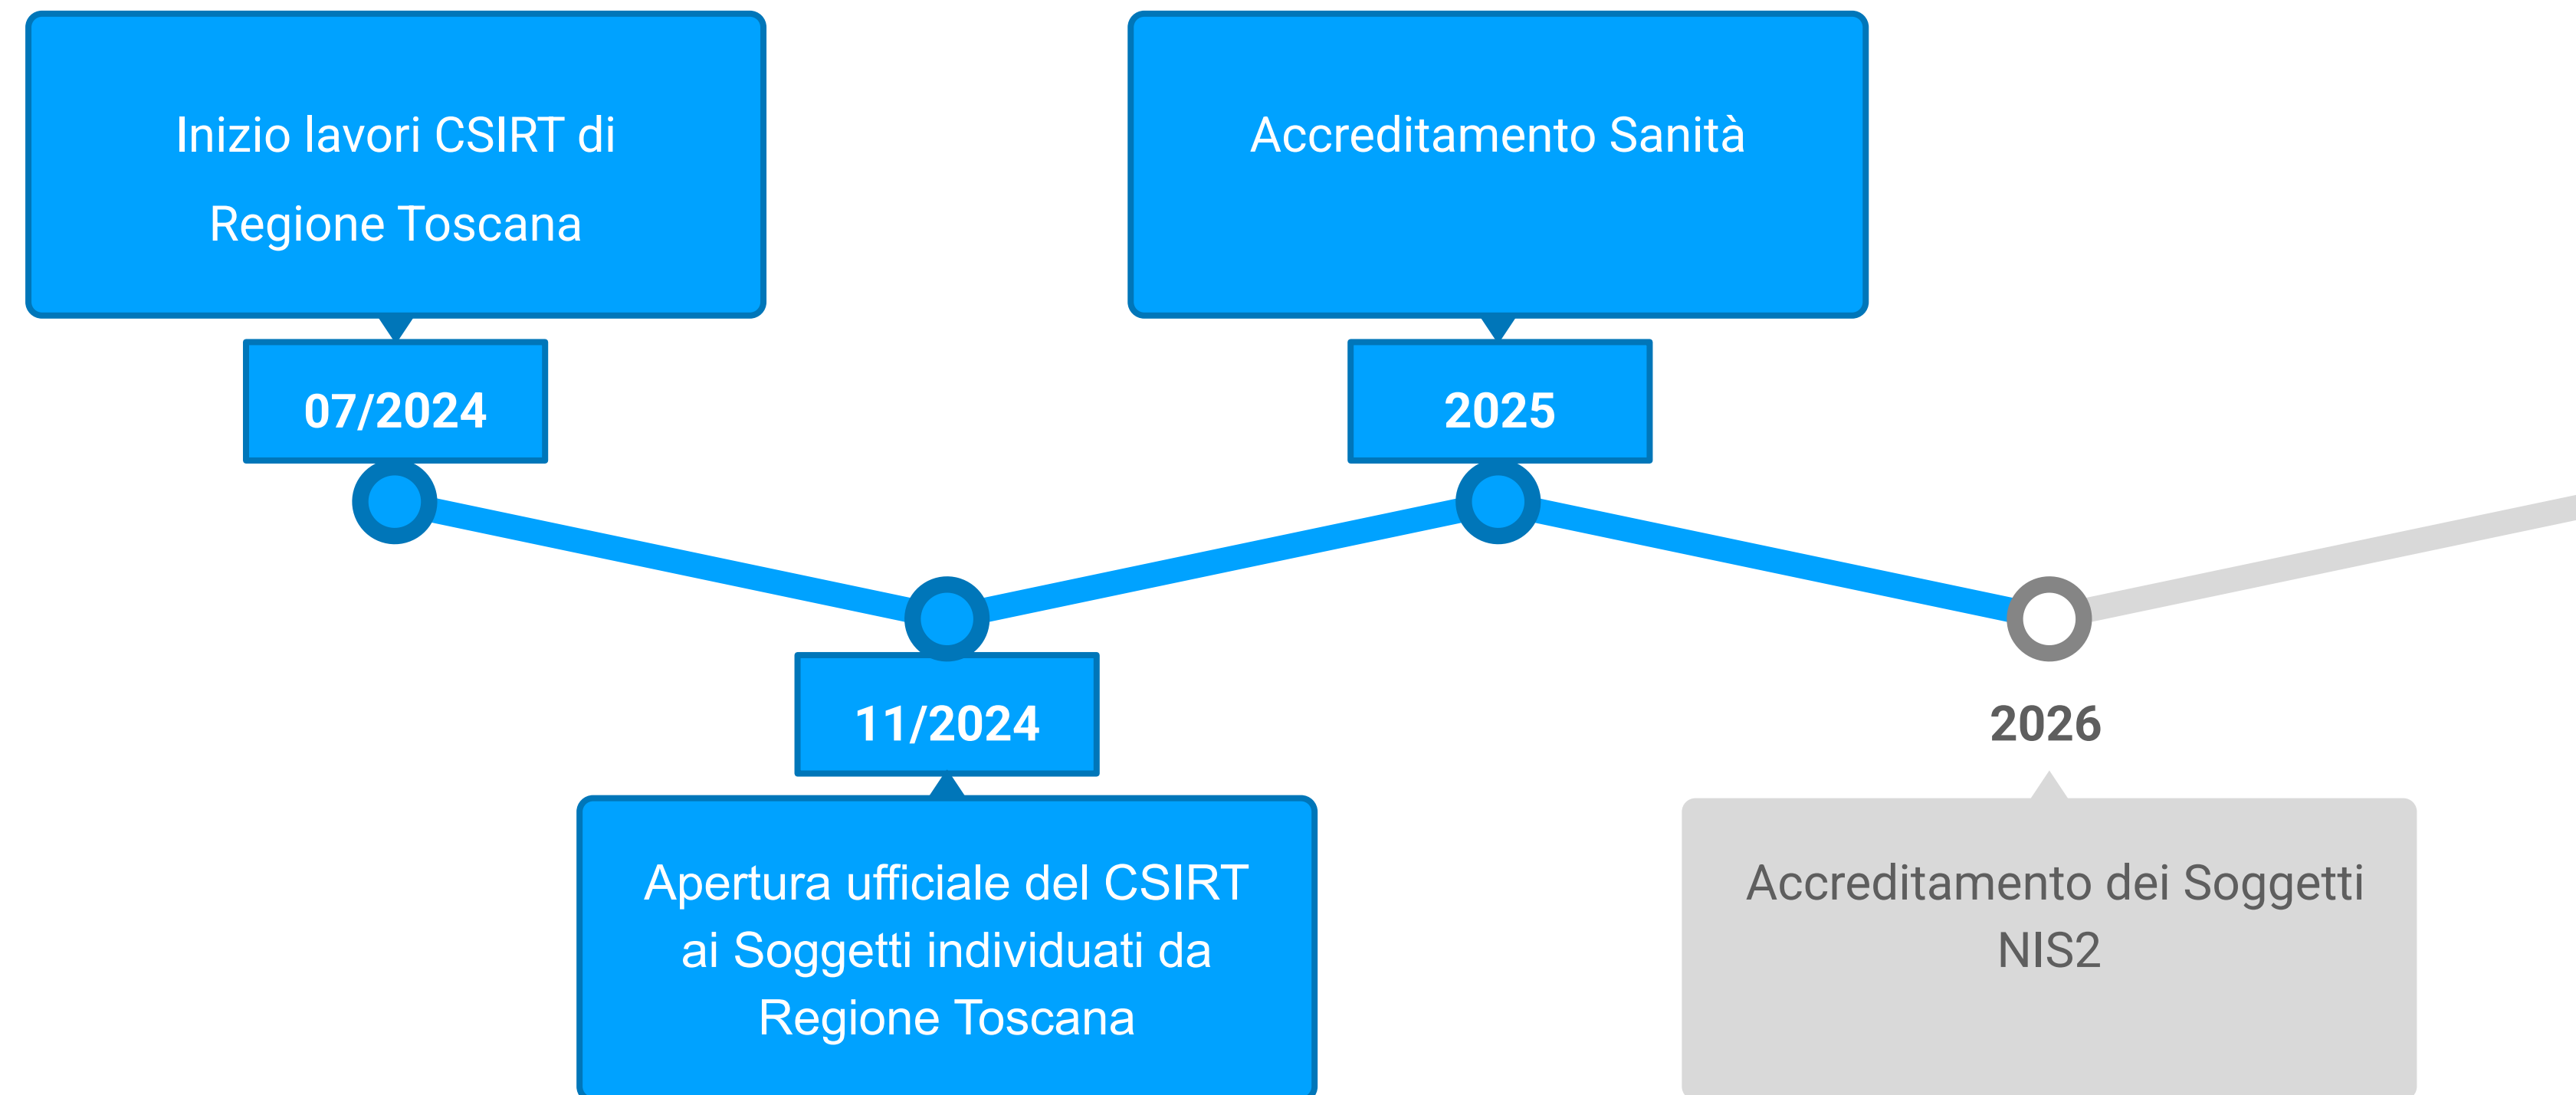 Inizio lavori CSIRT di
Regione Toscana
07/2024
11/2024
Apertura ufficiale del CSIRT
ai Soggetti individuati da
Regione Toscana
Accreditamento Sanità
2025
2026
Accreditamento dei Soggetti
NIS2